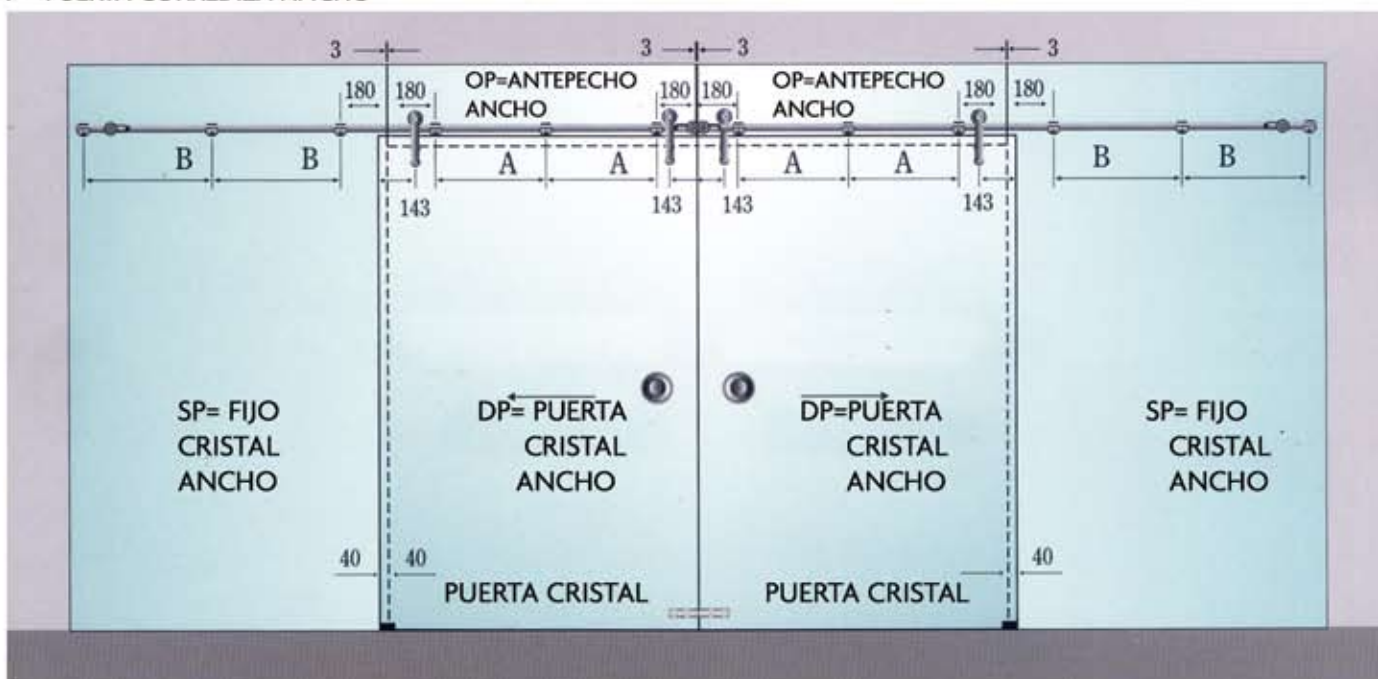 3 3 3 3
OP=ANTEPECHO
ANCHO
OP=ANTEPECHO
ANCHO
180 180 180 180 180 180
B B A A A A B B
143 143 143 143
SP= FIJO
CRISTAL
ANCHO
DP= PUERTA
CRISTAL
ANCHO
DP=PUERTA
CRISTAL
ANCHO
SP= FIJO
CRISTAL
ANCHO
40 40 40
PUERTA CRISTAL
PUERTA CRISTAL